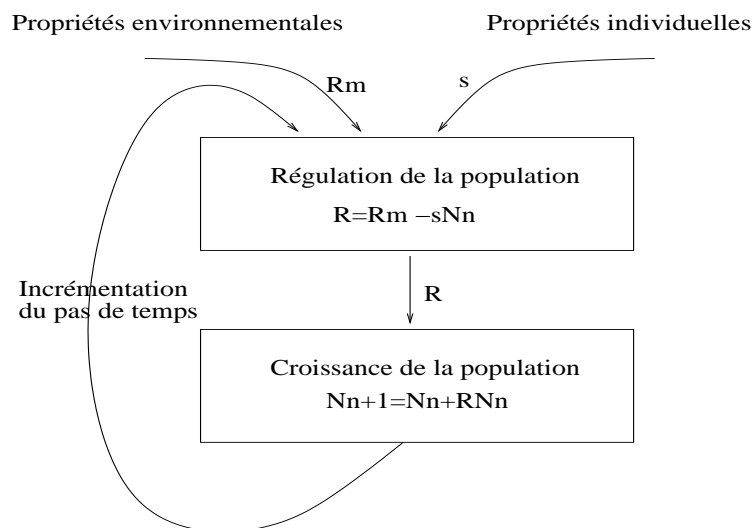 Propriétés environnementales
Propriétés individuelles
Rm
s
Régulation de la population
R=Rm −sNn
Incrémentation
du pas de temps
R
Croissance de la population
Nn+1=Nn+RNn